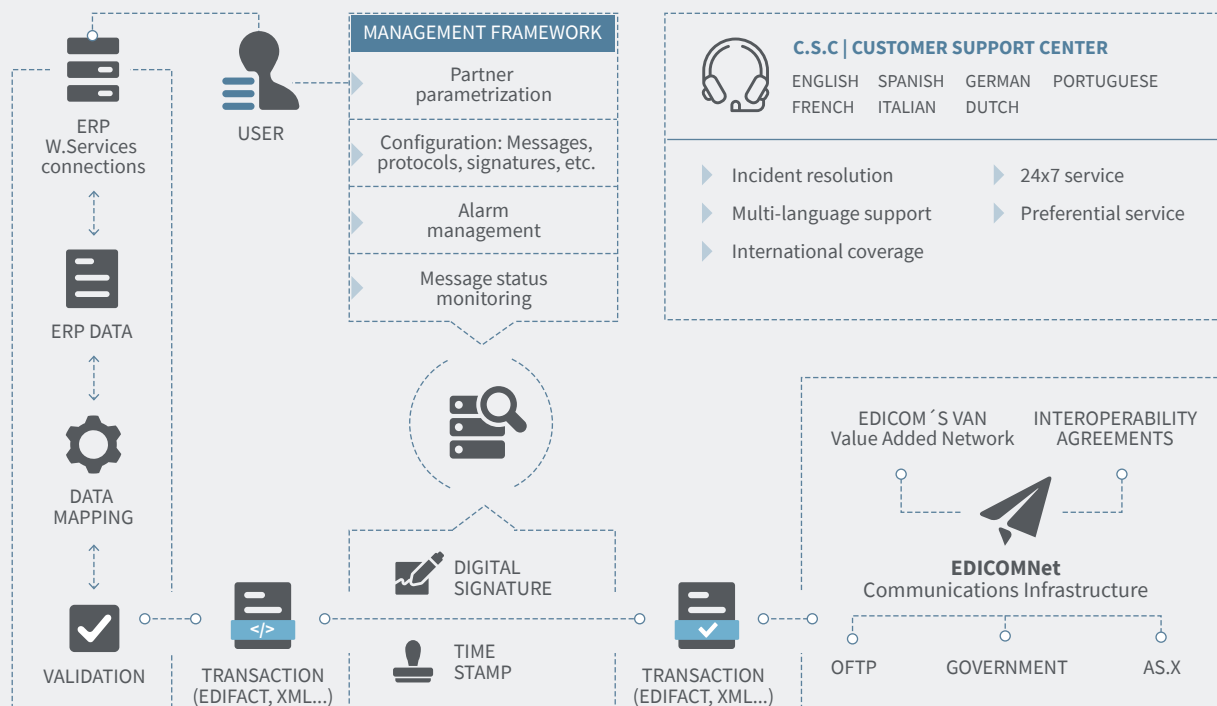 ERP
W.Services
connections
ERP DATA
DATA
MAPPING
VALIDATION
USER
MANAGEMENT FRAMEWORK
Partner
parametrization
Configuration: Messages,
protocols, signatures, etc.
Alarm
management
Message status
monitoring
C.S.C | CUSTOMER SUPPORT CENTER
ENGLISH SPANISH GERMAN PORTUGUESE
FRENCH ITALIAN DUTCH
Incident resolution
Multi-language support
International coverage
24x7 service
Preferential service
</>
TRANSACTION
(EDIFACT, XML...)
DIGITAL
SIGNATURE
TIME
STAMP
TRANSACTION
(EDIFACT, XML...)
EDICOM´S VAN
Value Added Network
INTEROPERABILITY
AGREEMENTS
EDICOMNet
Communications Infrastructure
OFTP
GOVERNMENT
AS.X